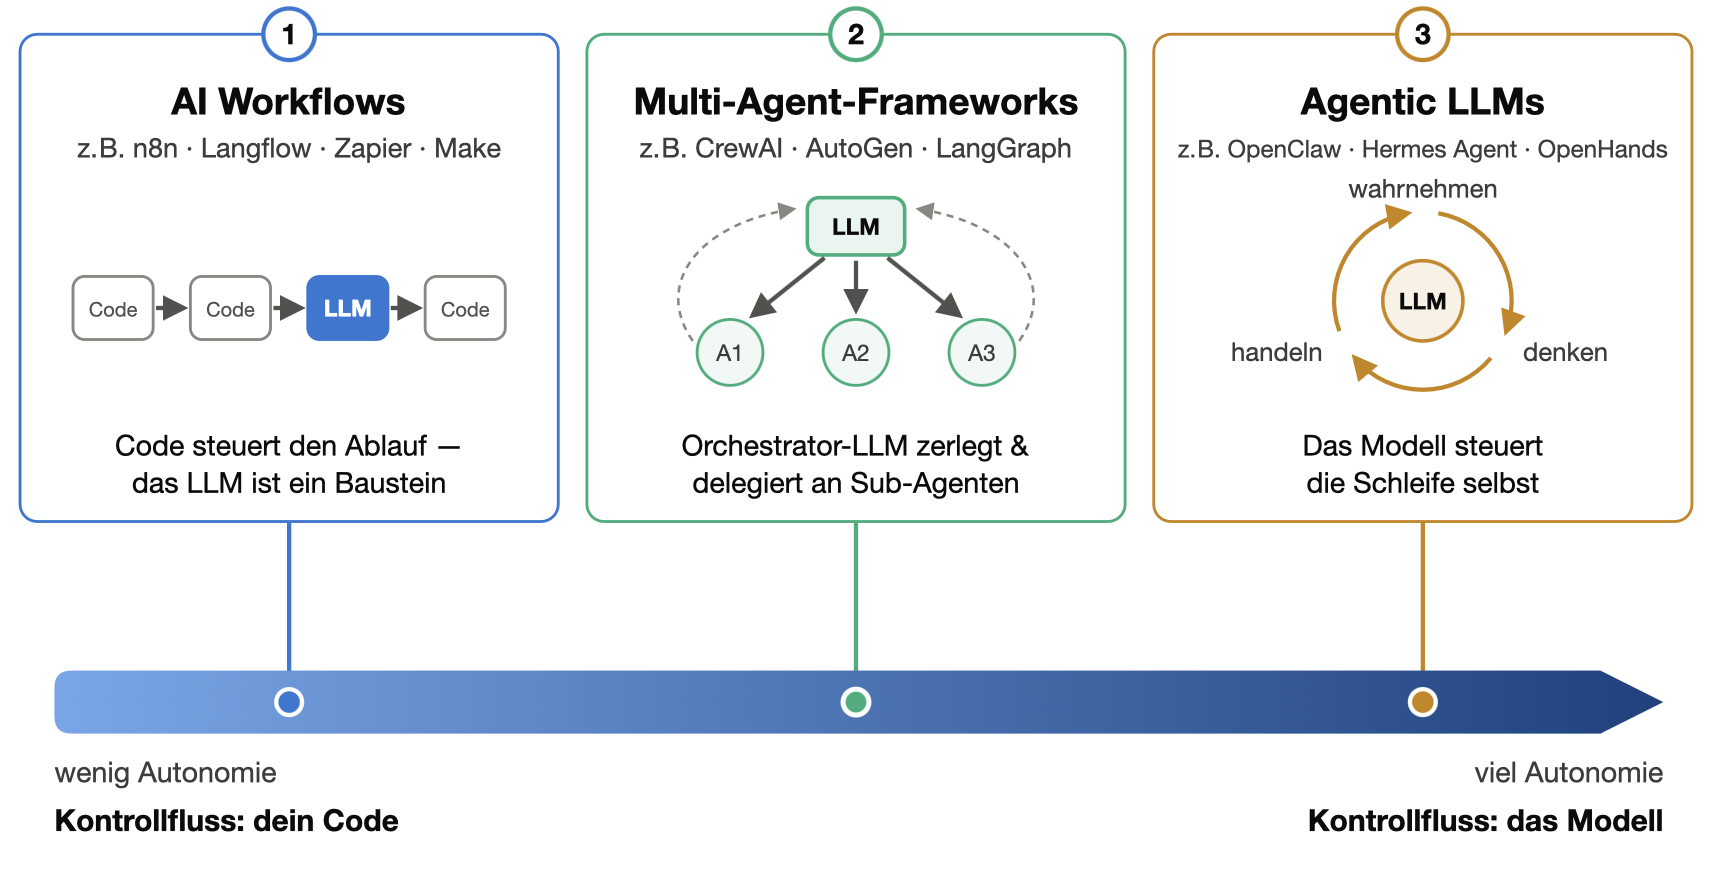 1
AI Workflows
z.B. n8n · Langflow · Zapier · Make
Code
Code
LLM
Code
Code steuert den Ablauf —
das LLM ist ein Baustein
2
Multi-Agent-Frameworks
z.B. CrewAI · AutoGen · LangGraph
LLM
A1
A2
A3
Orchestrator-LLM zerlegt &
delegiert an Sub-Agenten
3
Agentic LLMs
z.B. OpenClaw · Hermes Agent · OpenHands
wahrnehmen
LLM
handeln
denken
Das Modell steuert
die Schleife selbst
wenig Autonomie
viel Autonomie
Kontrollfluss: dein Code
Kontrollfluss: das Modell